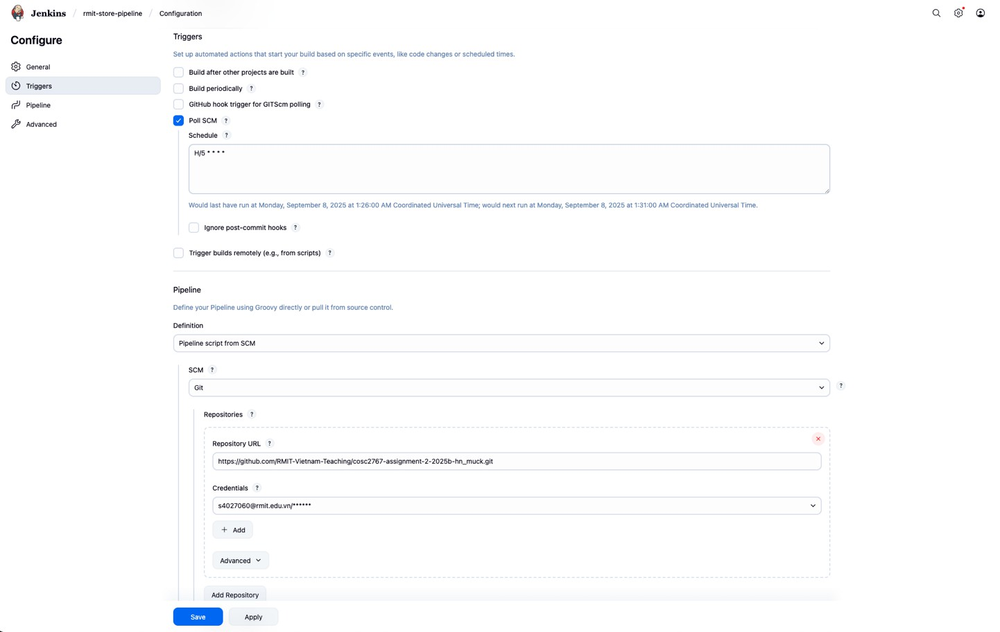 Jenkins / rmit-store-pipeline / Configuration
Configure
General
Triggers
Pipeline
Advanced
Triggers
Set up automated actions that start your build based on specific events, like code changes or scheduled times.
Build after other projects are built ?
Build periodically ?
GitHub hook trigger for GITScm polling ?
Poll SCM ?
Schedule ?
H/5 * * * *
Would last have run at Monday, September 8, 2025 at 1:26:00 AM Coordinated Universal Time; would next run at Monday, September 8, 2025 at 1:31:00 AM Coordinated Universal Time.
Ignore post-commit hooks ?
Trigger builds remotely (e.g., from scripts) ?
Pipeline
Define your Pipeline using Groovy directly or pull it from source control.
Definition
Pipeline script from SCM
SCM ?
Git
?
Repositories ?
Repository URL ?
https://github.com/RMIT-Vietnam-Teaching/cosc2767-assignment-2-2025b-hn_muck.git
Credentials ?
s4027060@rmit.edu.vn/******
+ Add
Advanced
Add Repository
Save
Apply